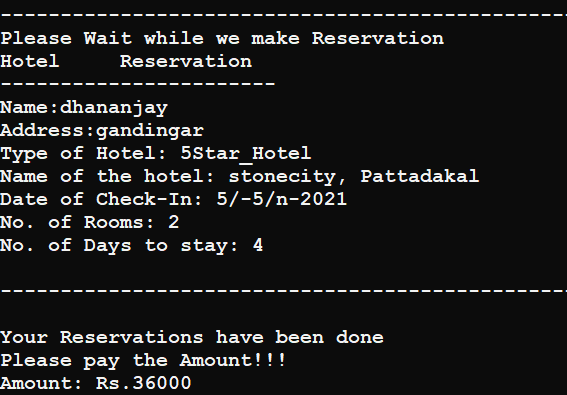 -----------------------------------------------
Please Wait while we make Reservation
Hotel     Reservation
-----------------------
Name:dhananjay
Address:gandingar
Type of Hotel: 5Star_Hotel
Name of the hotel: stonecity, Pattadakal
Date of Check-In: 5/-5/n-2021
No. of Rooms: 2
No. of Days to stay: 4
-----------------------------------------------
Your Reservations have been done
Please pay the Amount!!!
Amount: Rs.36000